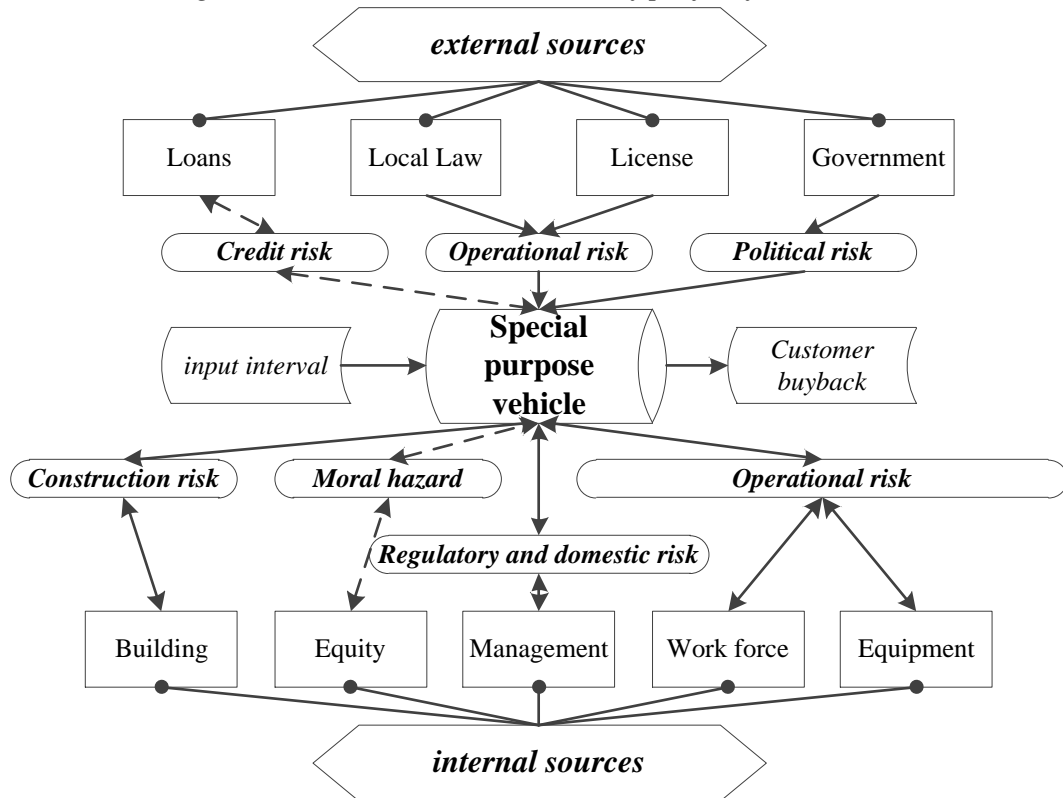 external sources
Loans
Local Law
License
Government
Credit risk
Operational risk
Political risk
input interval
Special
purpose
vehicle
Customer
buyback
Construction risk
Moral hazard
Operational risk
Regulatory and domestic risk
Building
Equity
Management
Work force
Equipment
internal sources